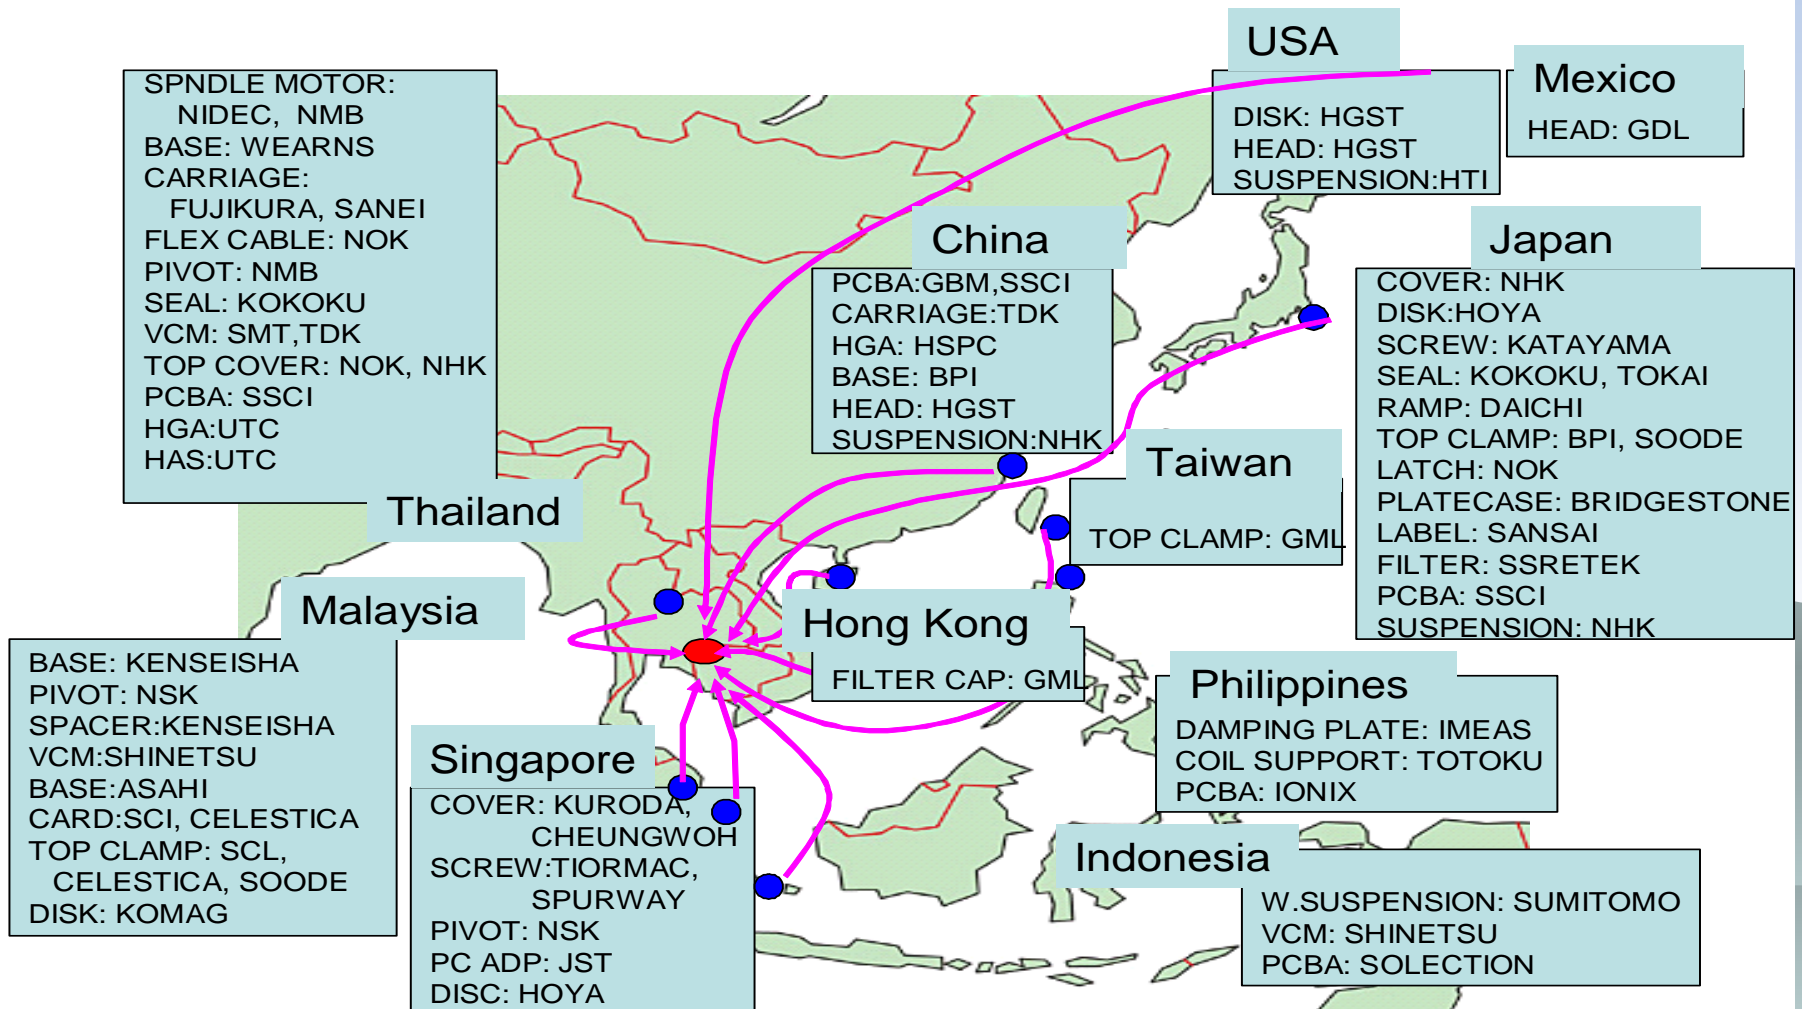 USA
DISK: HGST
HEAD: HGST
SUSPENSION:HTI
Mexico
HEAD: GDL
SPNDLE MOTOR:
NIDEC, NMB
BASE: WEARNS
CARRIAGE:
FUJIKURA, SANEI
FLEX CABLE: NOK
PIVOT: NMB
SEAL: KOKOKU
VCM: SMT,TDK
TOP COVER: NOK, NHK
PCBA: SSCI
HGA:UTC
HAS:UTC
Thailand
China
PCBA:GBM,SSCI
CARRIAGE:TDK
HGA: HSPC
BASE: BPI
HEAD: HGST
SUSPENSION:NHK
Japan
COVER: NHK
DISK:HOYA
SCREW: KATAYAMA
SEAL: KOKOKU, TOKAI
RAMP: DAICHI
TOP CLAMP: BPI, SOODE
LATCH: NOK
PLATECASE: BRIDGESTONE
LABEL: SANSAI
FILTER: SSRETEK
PCBA: SSCI
SUSPENSION: NHK
Taiwan
TOP CLAMP: GML
Malaysia
BASE: KENSEISHA
PIVOT: NSK
SPACER:KENSEISHA
VCM:SHINETSU
BASE:ASAHI
CARD:SCI, CELESTICA
TOP CLAMP: SCL,
CELESTICA, SOODE
DISK: KOMAG
Hong Kong
FILTER CAP: GML
Philippines
DAMPING PLATE: IMEAS
COIL SUPPORT: TOTOKU
PCBA: IONIX
Singapore
COVER: KURODA,
CHEUNGWOH
SCREW:TIORMAC,
SPURWAY
PIVOT: NSK
PC ADP: JST
DISC: HOYA
Indonesia
W.SUSPENSION: SUMITOMO
VCM: SHINETSU
PCBA: SOLECTION